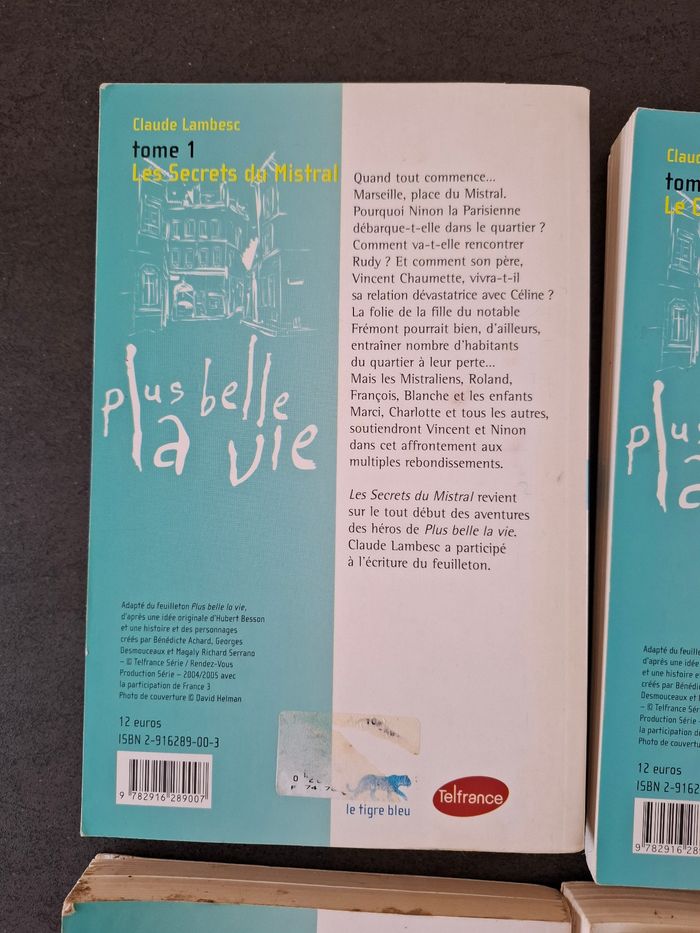 Claude Lambesc
tome 1
Les Secrets du Mistral
plus belle
la vie
Quand tout commence...
Marseille, place du Mistral.
Pourquoi Ninon la Parisienne
débarque-t-elle dans le quartier ?
Comment va-t-elle rencontrer
Rudy ? Et comment son père,
Vincent Chaumette, vivra-t-il
sa relation dévastatrice avec Céline ?
La folie de la fille du notable
Frémont pourrait bien, d'ailleurs,
entraîner nombre d'habitants
du quartier à leur perte...
Mais les Mistraliens, Roland,
François, Blanche et les enfants
Marci, Charlotte et tous les autres,
soutiendront Vincent et Ninon
dans cet affrontement aux
multiples rebondissements.
Les Secrets du Mistral revient
sur le tout début des aventures
des héros de Plus belle la vie.
Claude Lambesc a participé
à l'écriture du feuilleton.
Adapté du feuilleton Plus belle la vie,
d'après une idée originale d'Hubert Besson
et une histoire et des personnages
créés par Bénédicte Achard, Georges
Desmouceaux et Magaly Richard Serrano
– © Telfrance Série / Rendez-Vous
Production Série – 2004/2005 avec
la participation de France 3
Photo de couverture © David Helman
12 euros
ISBN 2-916289-00-3
9 782916 289007
le tigre bleu
Telfrance
Claud
tom
Le
plus
la
Adapté du feuille
d'après une idée
et une histoire e
créés par Bénédic
Desmouceaux et
– © Telfrance Séri
Production Série
la participation d
Photo de couvertu
12 euros
ISBN 2-9162
9 782916